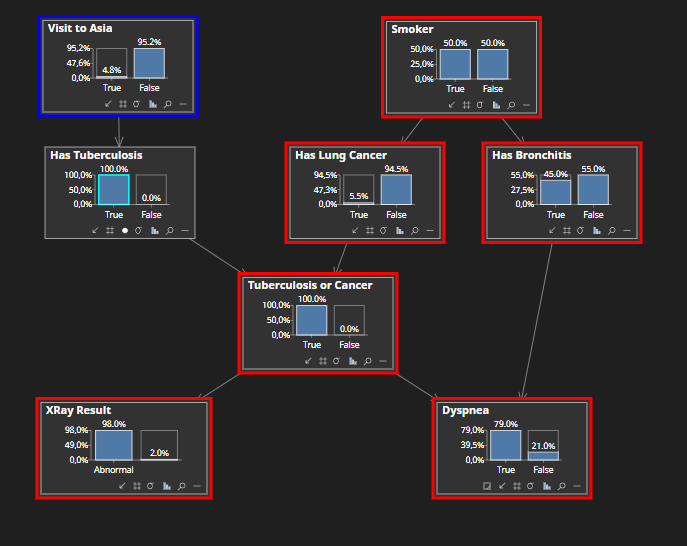 Visit to Asia
95,2%
47,6%
0,0%
4.8%
95.2%
True False
Smoker
50,0%
25,0%
0,0%
50.0% 50.0%
True False
Has Tuberculosis
100,0%
50,0%
0,0%
100.0%
0.0%
True False
Has Lung Cancer
94,5%
47,3%
0,0%
5.5%
94.5%
True False
Has Bronchitis
55,0%
27,5%
0,0%
45.0%
55.0%
True False
Tuberculosis or Cancer
100,0%
50,0%
0,0%
100.0%
0.0%
True False
XRay Result
98,0%
49,0%
0,0%
98.0%
2.0%
Abnormal
Dyspnea
79,0%
39,5%
0,0%
79.0%
21.0%
True False